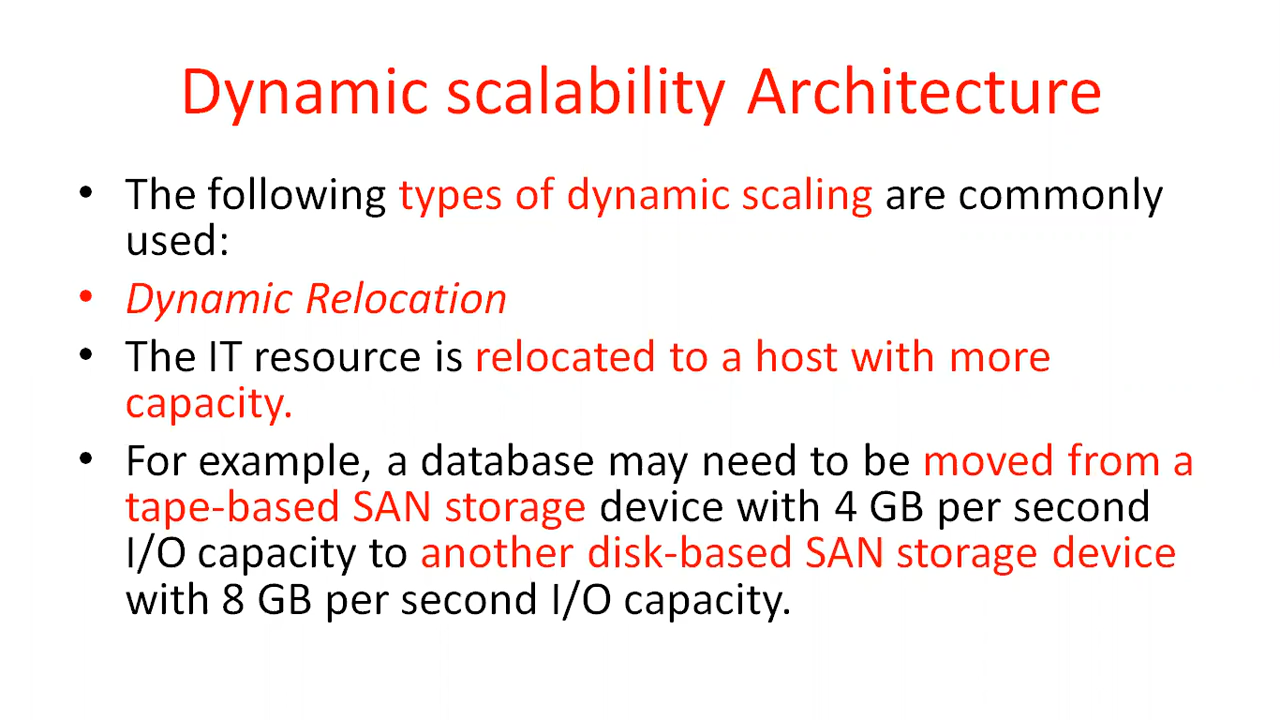 Dynamic scalability Architecture
• The following types of dynamic scaling are commonly
used:
• Dynamic Relocation
• The IT resource is relocated to a host with more
capacity.
• For example, a database may need to be moved from a
tape-based SAN storage device with 4 GB per second
I/O capacity to another disk-based SAN storage device
with 8 GB per second I/O capacity.